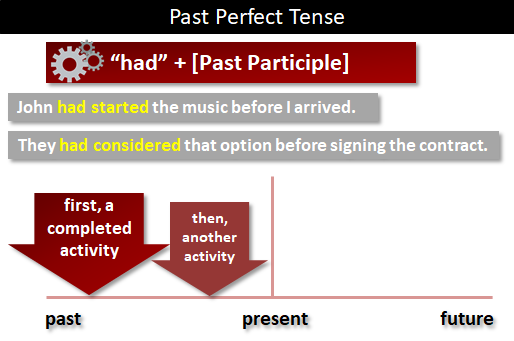 Past Perfect Tense
“had” + [Past Participle]
John had started the music before I arrived.
They had considered that option before signing the contract.
first, a
completed
activity
then,
another
activity
past
present
future